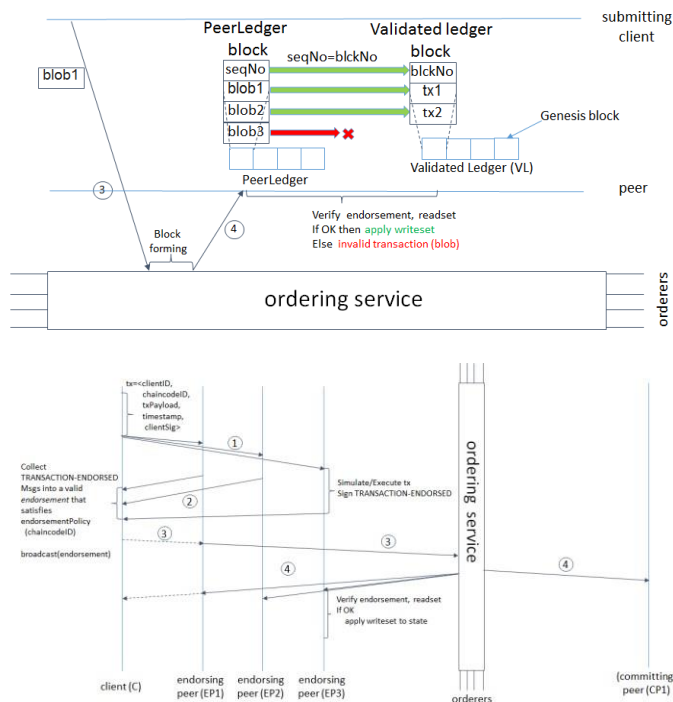 submitting
client
PeerLedger
block
Validated ledger
block
seqNo
seqNo=blckNo
blckNo
blob1
blob1
tx1
blob2
tx2
blob3
Genesis block
PeerLedger
Validated Ledger (VL)
3
peer
4
Verify endorsement, readset
If OK then apply writeset
Else invalid transaction (blob)
Block
forming
ordering service
orderers
tx=<clientID,
chaincodeID,
txPayload,
timestamp,
clientSig>
1
Collect
TRANSACTION-ENDORSED
Msgs into a valid
endorsement that
satisfies
endorsementPolicy
(chaincodeID)
2
Simulate/Execute tx
Sign TRANSACTION-ENDORSED
ordering service
3
3
broadcast(endorsement)
4
4
Verify endorsement, readset
If OK
apply writeset to state
client (C)
endorsing
peer (EP1)
endorsing
peer (EP2)
endorsing
peer (EP3)
orderers
(committing
peer (CP1)